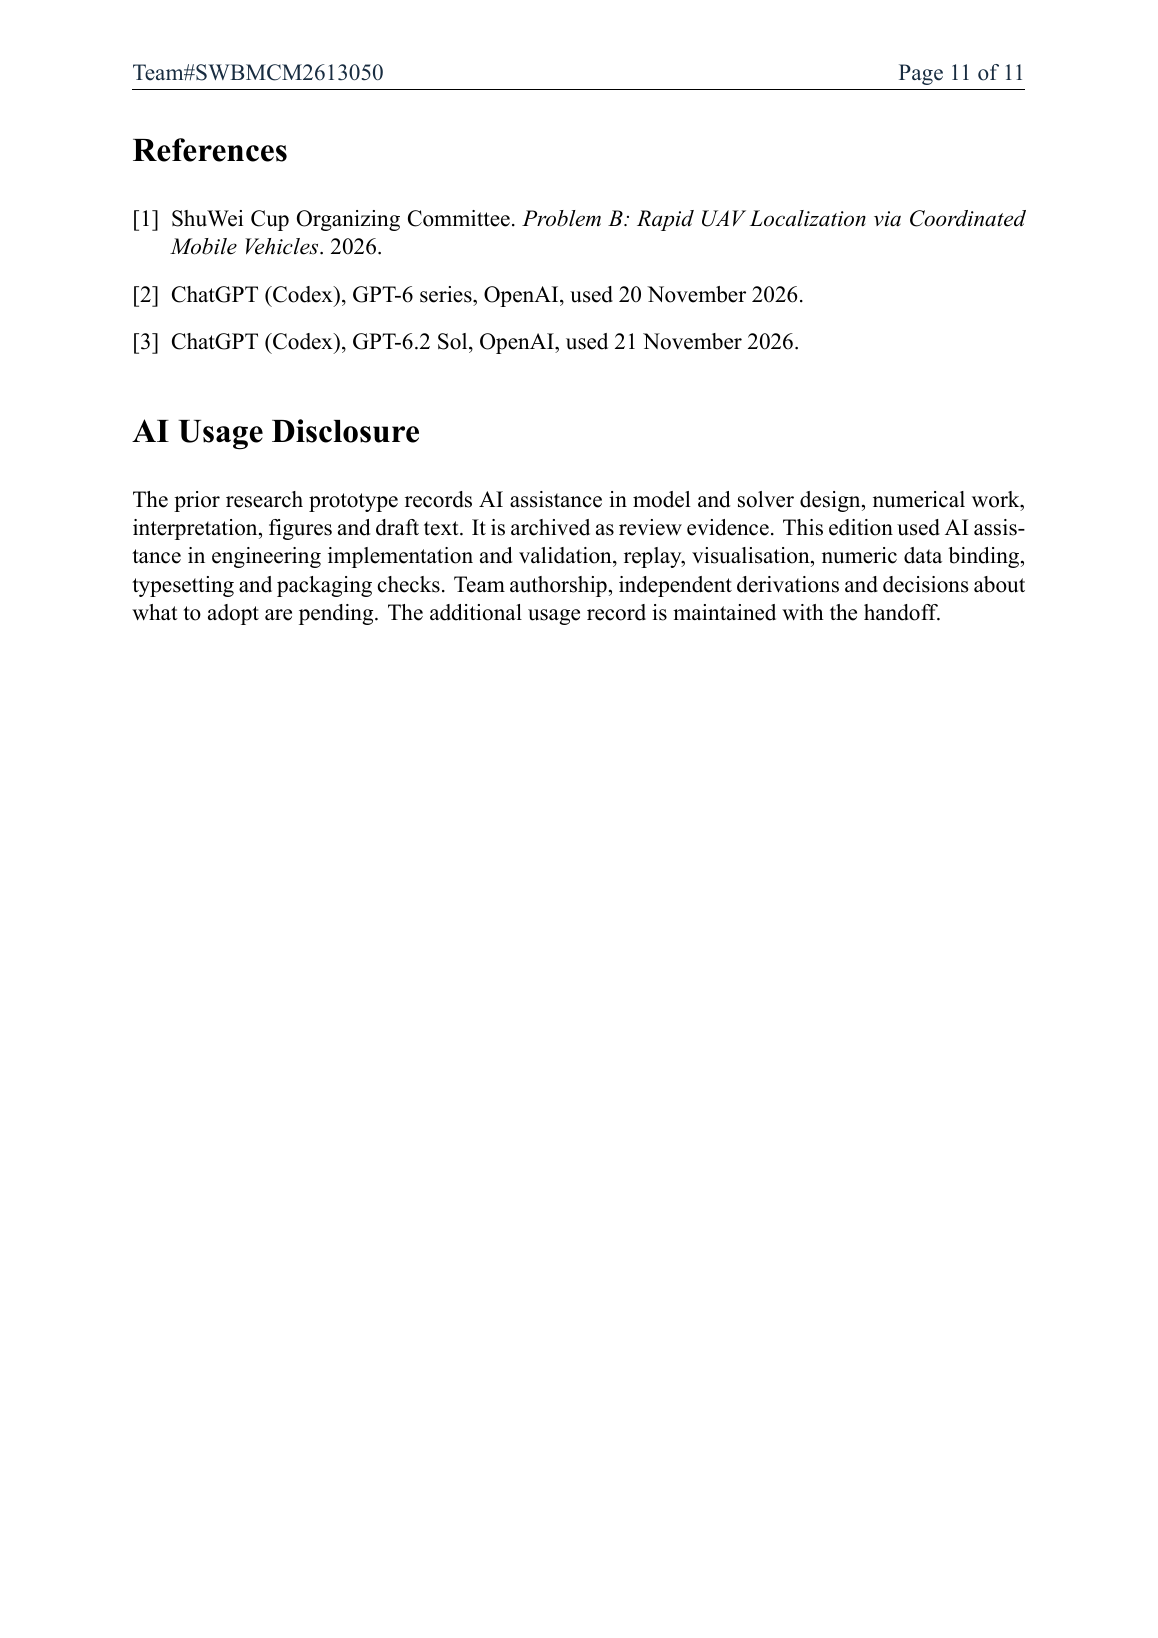 Team#SWBMCM2613050 Page 11 of 11
References
[1] ShuWei Cup Organizing Committee. Problem B: Rapid UAV Localization via Coordinated
Mobile Vehicles. 2026.
[2] ChatGPT (Codex), GPT-6 series, OpenAI, used 20 November 2026.
[3] ChatGPT (Codex), GPT-6.2 Sol, OpenAI, used 21 November 2026.
AI Usage Disclosure
The prior research prototype records AI assistance in model and solver design, numerical work,
interpretation, figures and draft text. It is archived as review evidence. This edition used AI assis-
tance in engineering implementation and validation, replay, visualisation, numeric data binding,
typesetting and packaging checks. Team authorship, independent derivations and decisions about
what to adopt are pending. The additional usage record is maintained with the handoff.